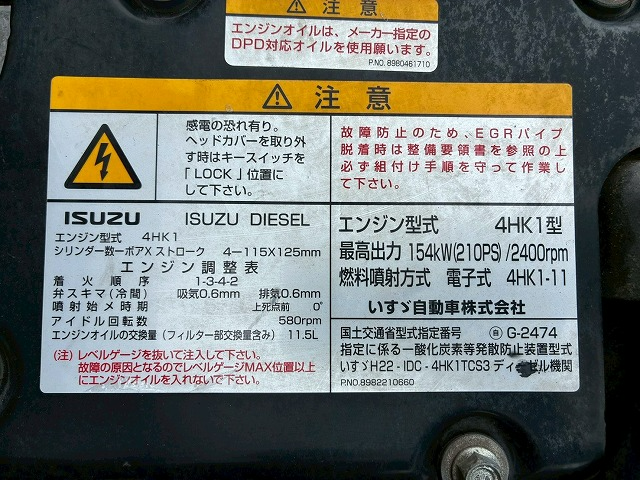 ⚠ 注意
エンジンオイルは、メーカー指定の
DPD対応オイルを使用願います。
P.NO. 8980461710
⚠ 注意
感電の恐れ有り。
ヘッドカバーを取り外
す時はキースイッチを
「LOCK」位置に
して下さい。
故障防止のため、EGRパイプ
脱着時は整備要領書を参照の上
必ず組付け手順を守って作業し
て下さい。
ISUZU ISUZU DIESEL
エンジン型式 4HK1
シリンダ数ーボアX ストローク 4-115X125mm
エンジン調整表
着火順序 1-3-4-2
弁スキマ(冷間) 吸気0.6mm 排気0.6mm
噴射始メ時期 上死点前 0°
アイドル回転数 580rpm
エンジンオイルの交換量(フィルター部交換量含み) 11.5L
(注)レベルゲージを抜いて注入して下さい。
故障の原因となるのでレベルゲージMAX位置以上
にエンジンオイルを入れないで下さい。
エンジン型式 4HK1型
最高出力 154kW(210PS)/2400rpm
燃料噴射方式 電子式 4HK1-11
いすゞ自動車株式会社
国土交通省型式指定番号 ㊀ G-2474
指定に係る一酸化炭素等発散防止装置型式
いすゞH22-IDC-4HK1TCS3 ディーゼル機関
P.NO.8982210660